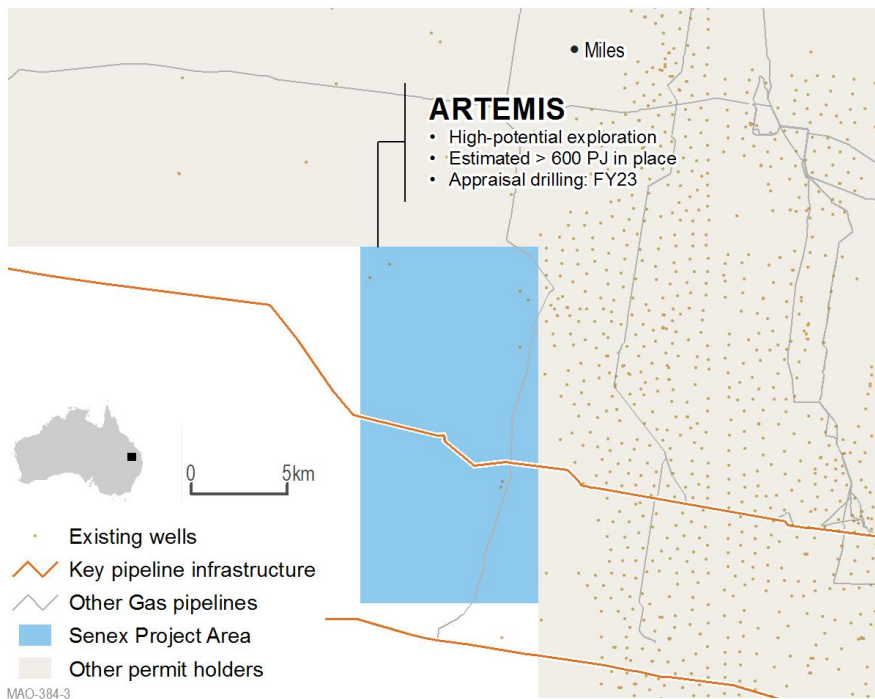 Miles
ARTEMIS
• High-potential exploration
• Estimated > 600 PJ in place
• Appraisal drilling: FY23
0 5km
Existing wells
Key pipeline infrastructure
Other Gas pipelines
Senex Project Area
Other permit holders
MAO-384-3